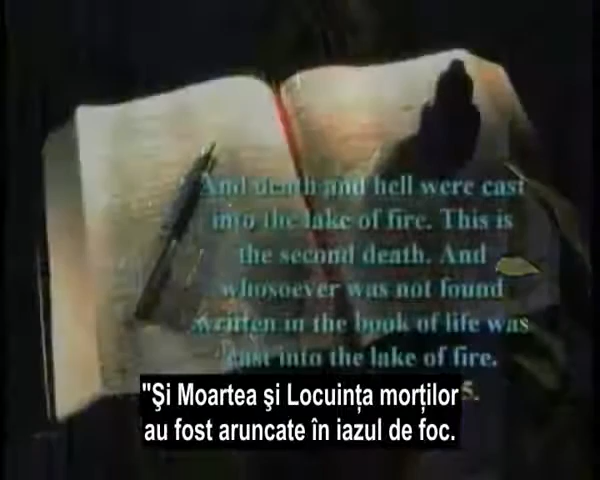 And death and hell were cast
into the lake of fire. This is
the second death. And
whosoever was not found
written in the book of life was
cast into the lake of fire.
5.
"Şi Moartea şi Locuinţa morţilor
au fost aruncate în iazul de foc.